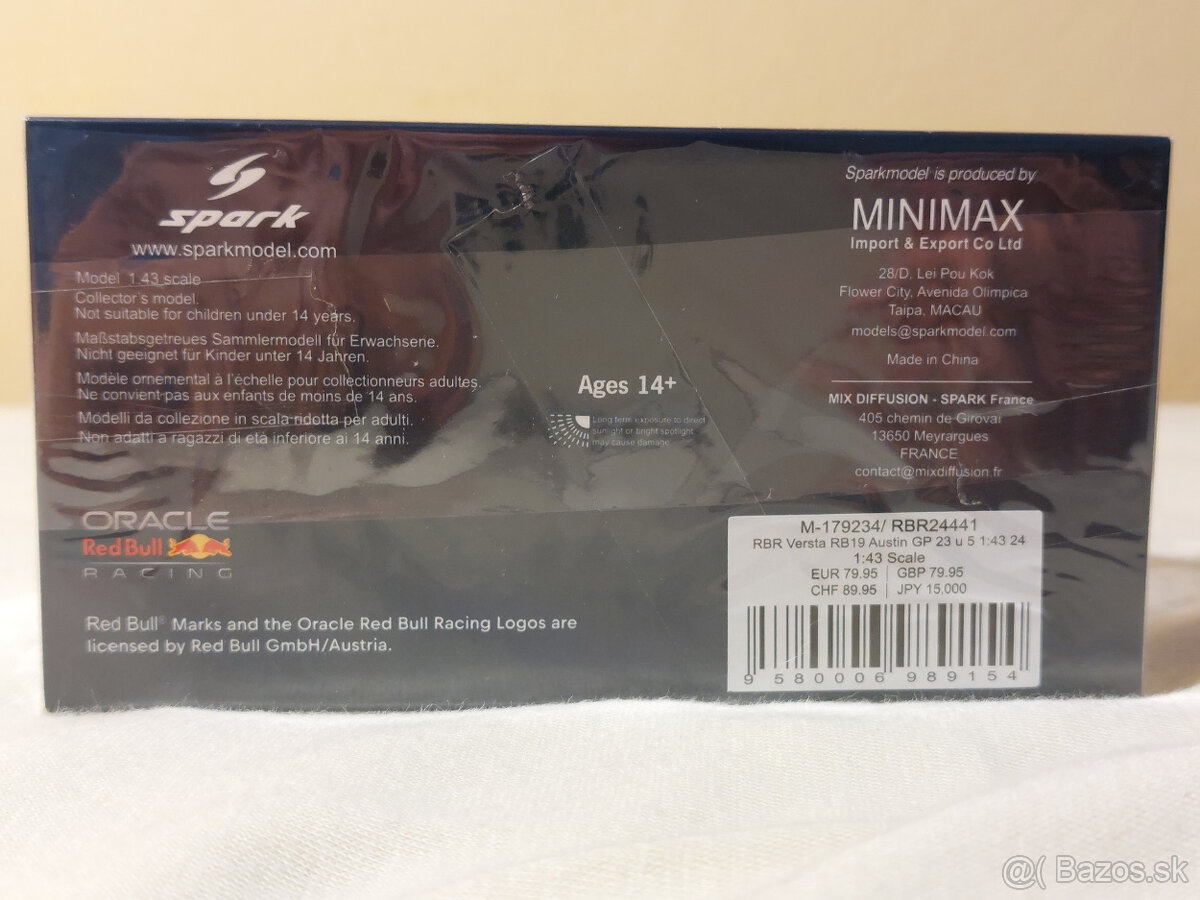 spark
www.sparkmodel.com
Model 1:43 scale
Collector's model.
Not suitable for children under 14 years.
Maßstabsgetreues Sammlermodell für Erwachsene.
Nicht geeignet für Kinder unter 14 Jahren.
Modèle ornemental à l'échelle pour collectionneurs adultes.
Ne convient pas aux enfants de moins de 14 ans.
Modelli da collezione in scala ridotta per adulti.
Non adatti a ragazzi di età inferiore ai 14 anni.
ORACLE
Red Bull
RACING
Red Bull® Marks and the Oracle Red Bull Racing Logos are
licensed by Red Bull GmbH/Austria.
Ages 14+
Long term exposure to direct
sunlight or bright spotlight
may cause damage.
Sparkmodel is produced by
MINIMAX
Import & Export Co Ltd
28/D, Lei Pou Kok
Flower City, Avenida Olimpica
Taipa, MACAU
models@sparkmodel.com
Made in China
MIX DIFFUSION - SPARK France
405 chemin de Girovai
13650 Meyrargues
FRANCE
contact@mixdiffusion.fr
M-179234/ RBR24441
RBR Versta RB19 Austin GP 23 u 5 1:43 24
1:43 Scale
EUR 79.95 | GBP 79.95
CHF 89.95 | JPY 15,000
9 580006 989154
@( Bazos.sk